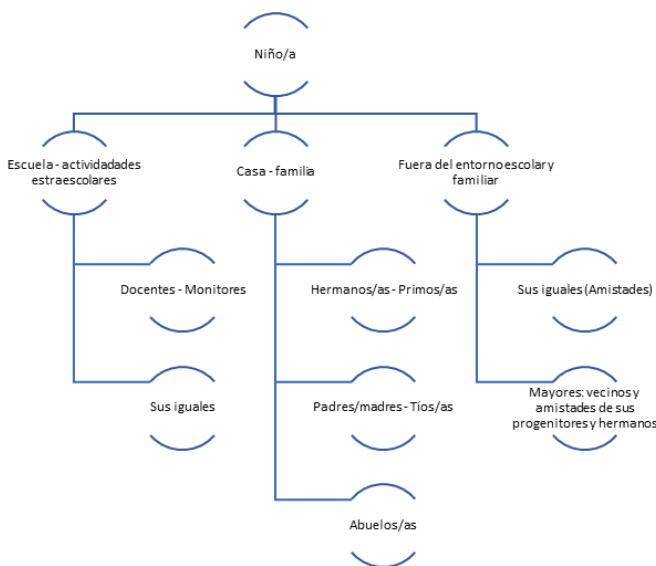 Niño/a
Escuela - actividadades
estraescolares
Casa - familia
Fuera del entorno escolar y
familiar
Docentes - Monitores
Hermanos/as - Primos/as
Sus iguales (Amistades)
Sus iguales
Padres/madres - Tíos/as
Mayores: vecinos y
amistades de sus
progenitores y hermanos
Abuelos/as